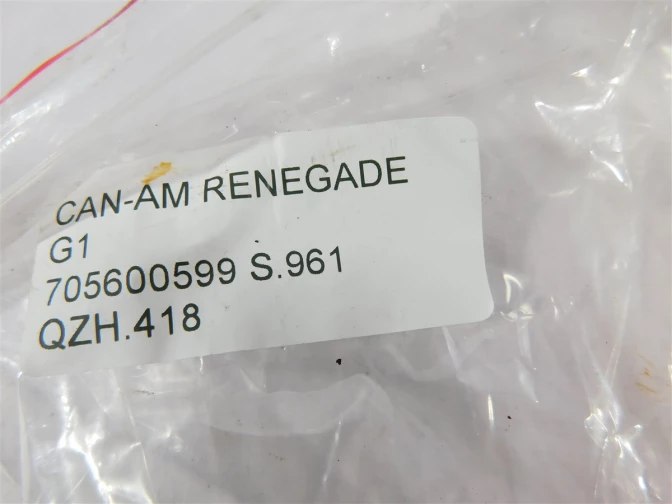 CAN-AM RENEGADE
G1
705600599 S.961
QZH.418